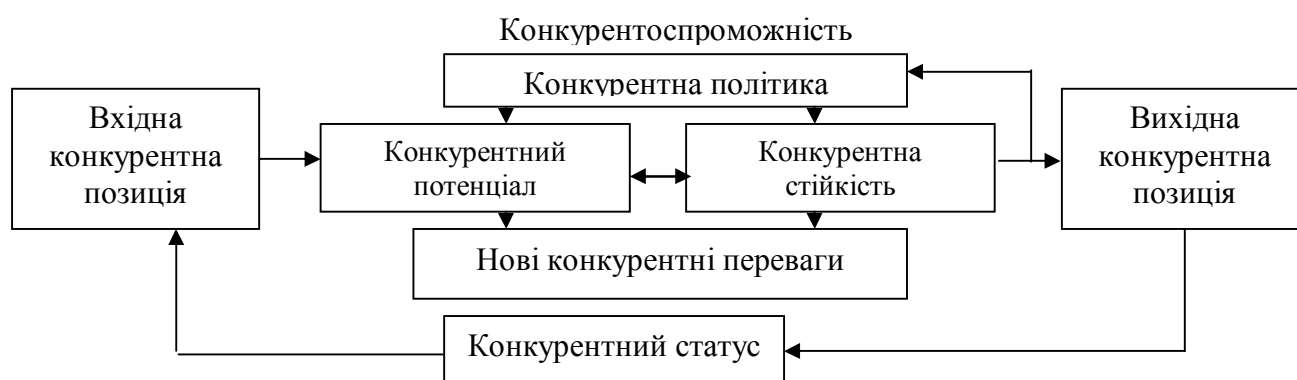 Конкурентоспроможність
Конкурентна політика
Вхідна
конкурентна
позиція
Конкурентний
потенціал
Конкурентна
стійкість
Вихідна
конкурентна
позиція
Нові конкурентні переваги
Конкурентний статус